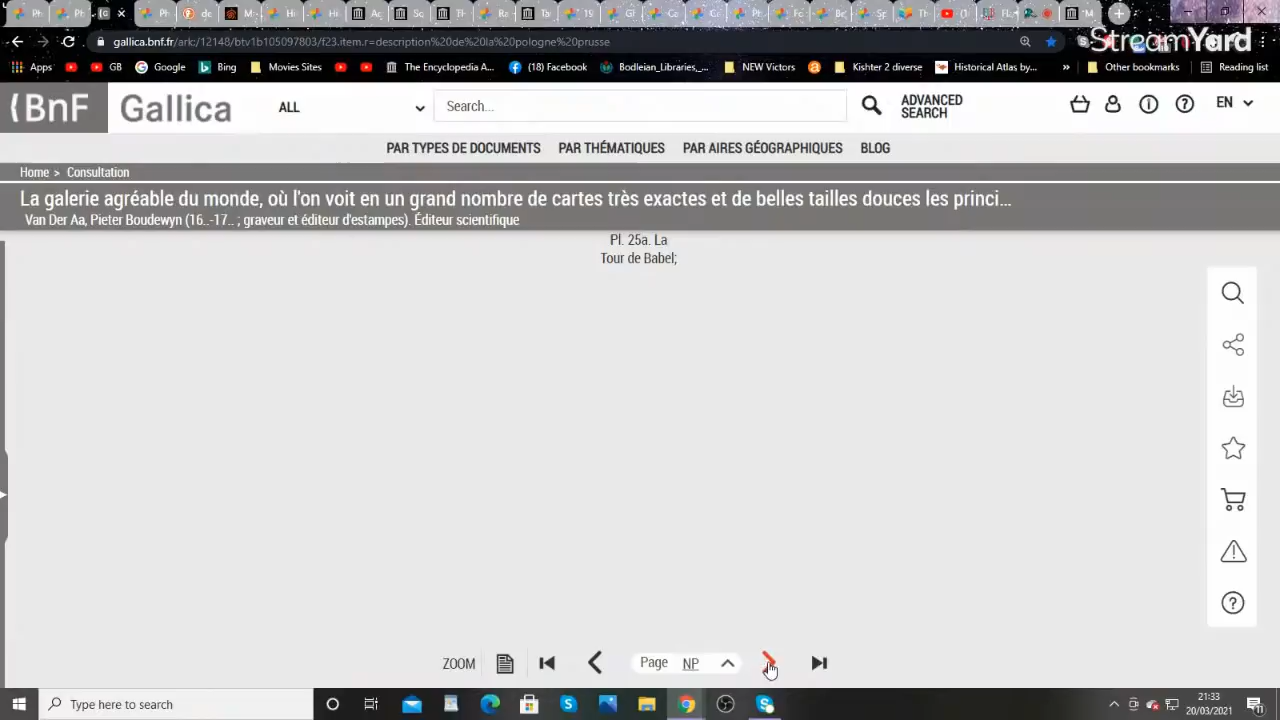 StreamYard
gallica.bnf.fr/ark:/12148/btv1b105097803/f23.item.r=description%20de%20la%20pologne%20prusse
Apps
GB
Google
Bing
Movies Sites
The Encyclopedia A...
(18) Facebook
Bodleian_Libraries,_...
NEW Victors
Kishter 2 diverse
Historical Atlas by...
»
Other bookmarks
Reading list
BnF Gallica
ALL
Search...
ADVANCED
SEARCH
EN
PAR TYPES DE DOCUMENTS PAR THÉMATIQUES PAR AIRES GÉOGRAPHIQUES BLOG
Home > Consultation
La galerie agréable du monde, où l'on voit en un grand nombre de cartes très exactes et de belles tailles douces les princi...
Van Der Aa, Pieter Boudewyn (16..-17.. ; graveur et éditeur d'estampes). Éditeur scientifique
Pl. 25a. La
Tour de Babel;
ZOOM
Page NP
Type here to search
21:33
20/03/2021
11